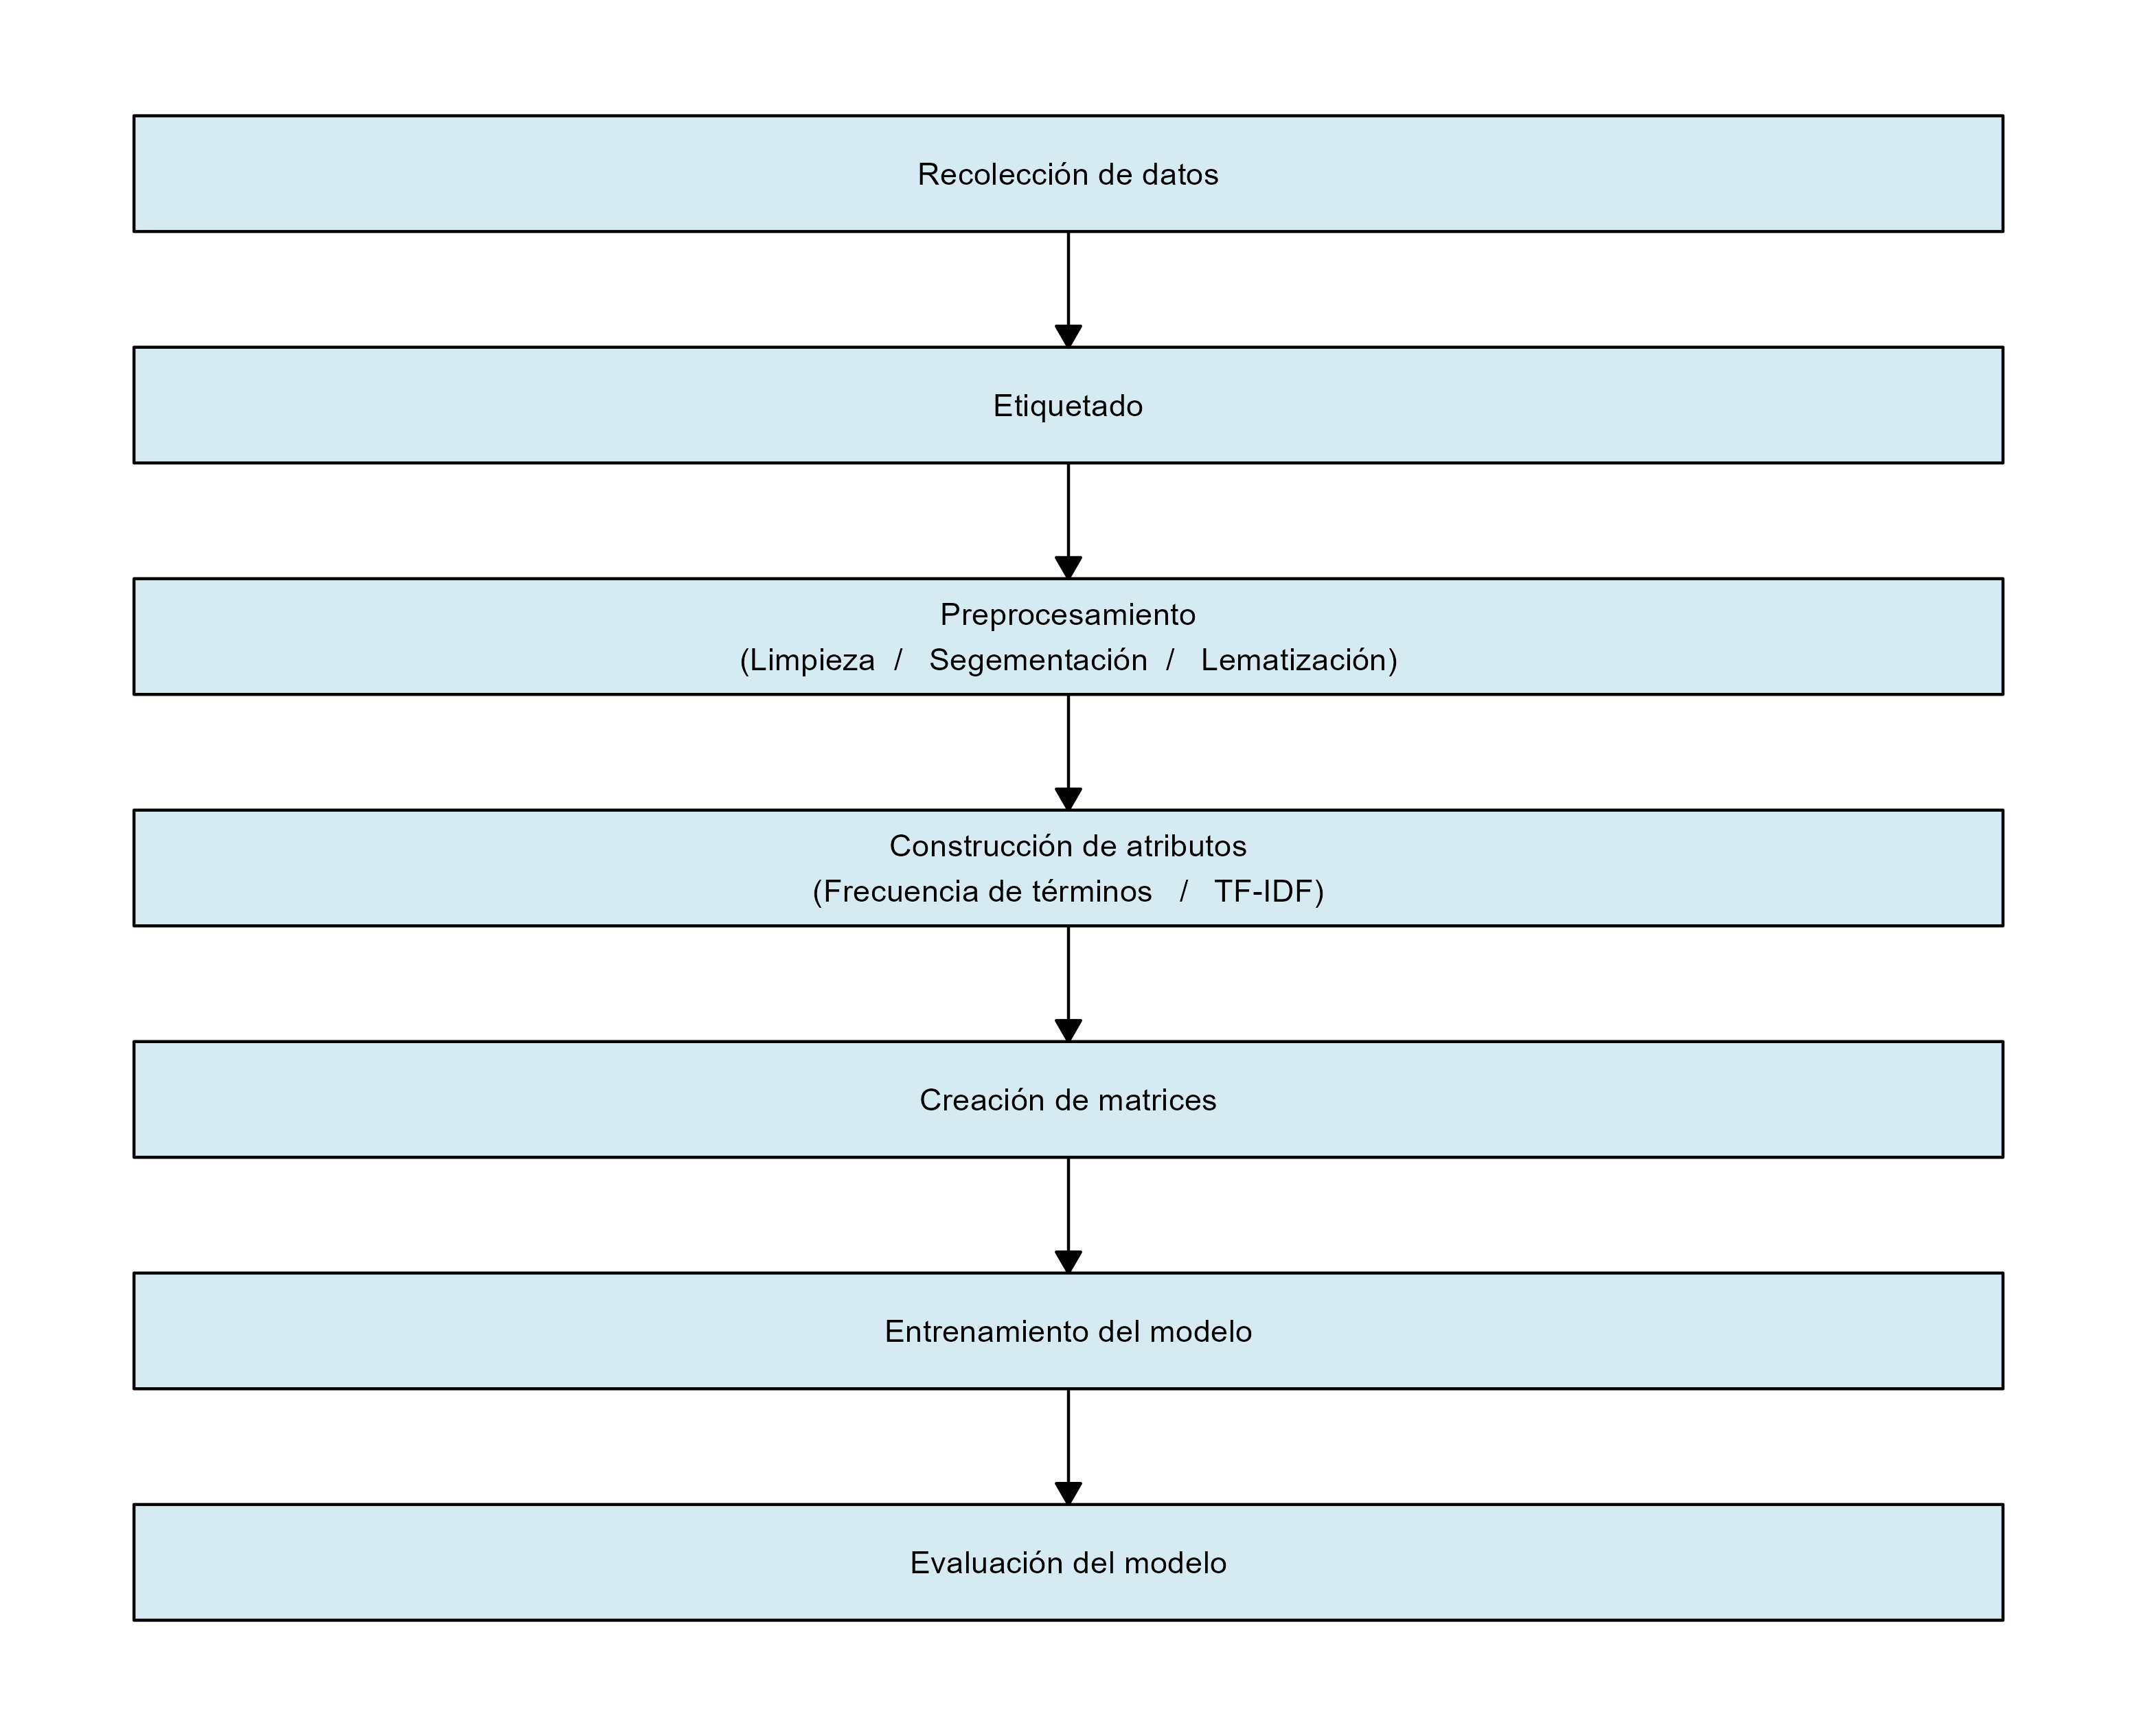 Recolección de datos
Etiquetado
Preprocesamiento
(Limpieza / Segementación / Lematización)
Construcción de atributos
(Frecuencia de términos / TF-IDF)
Creación de matrices
Entrenamiento del modelo
Evaluación del modelo